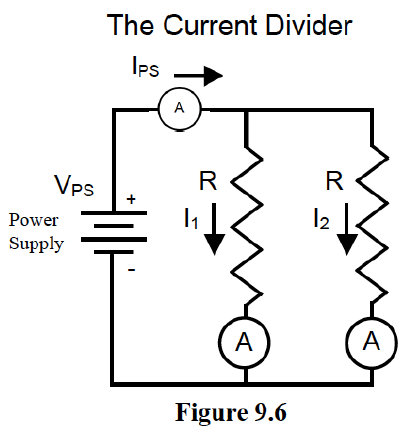 The Current Divider
IPS
A
VPS
+
R
R
Power
Supply
I1
I2
-
A
A
Figure 9.6